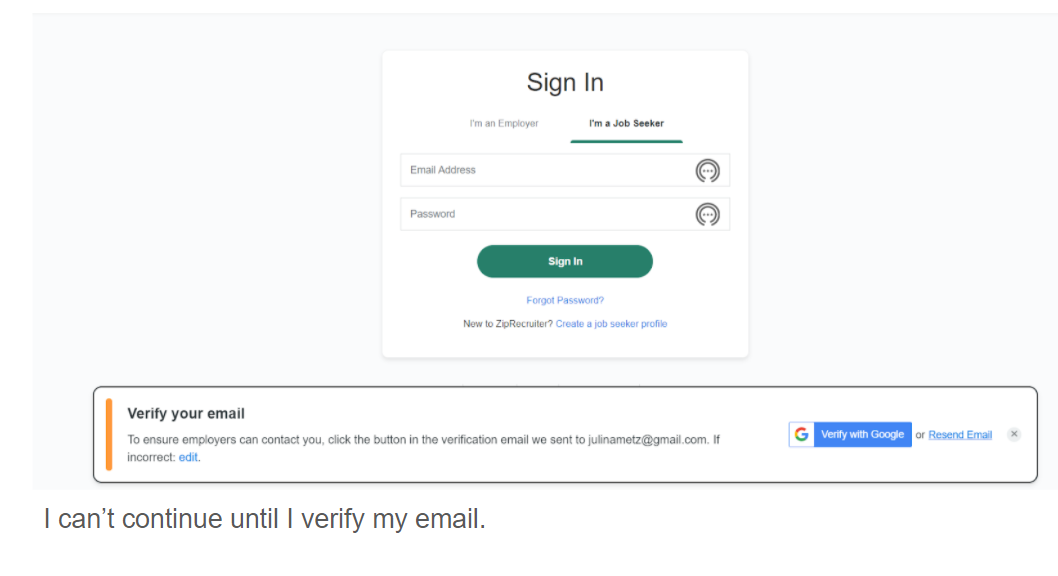 Sign In
I'm an Employer
I'm a Job Seeker
Email Address
Password
Sign In
Forgot Password?
New to ZipRecruiter? Create a job seeker profile
Verify your email
To ensure employers can contact you, click the button in the verification email we sent to julinametz@gmail.com. If
incorrect: edit.
Verify with Google or Resend Email
I can’t continue until I verify my email.